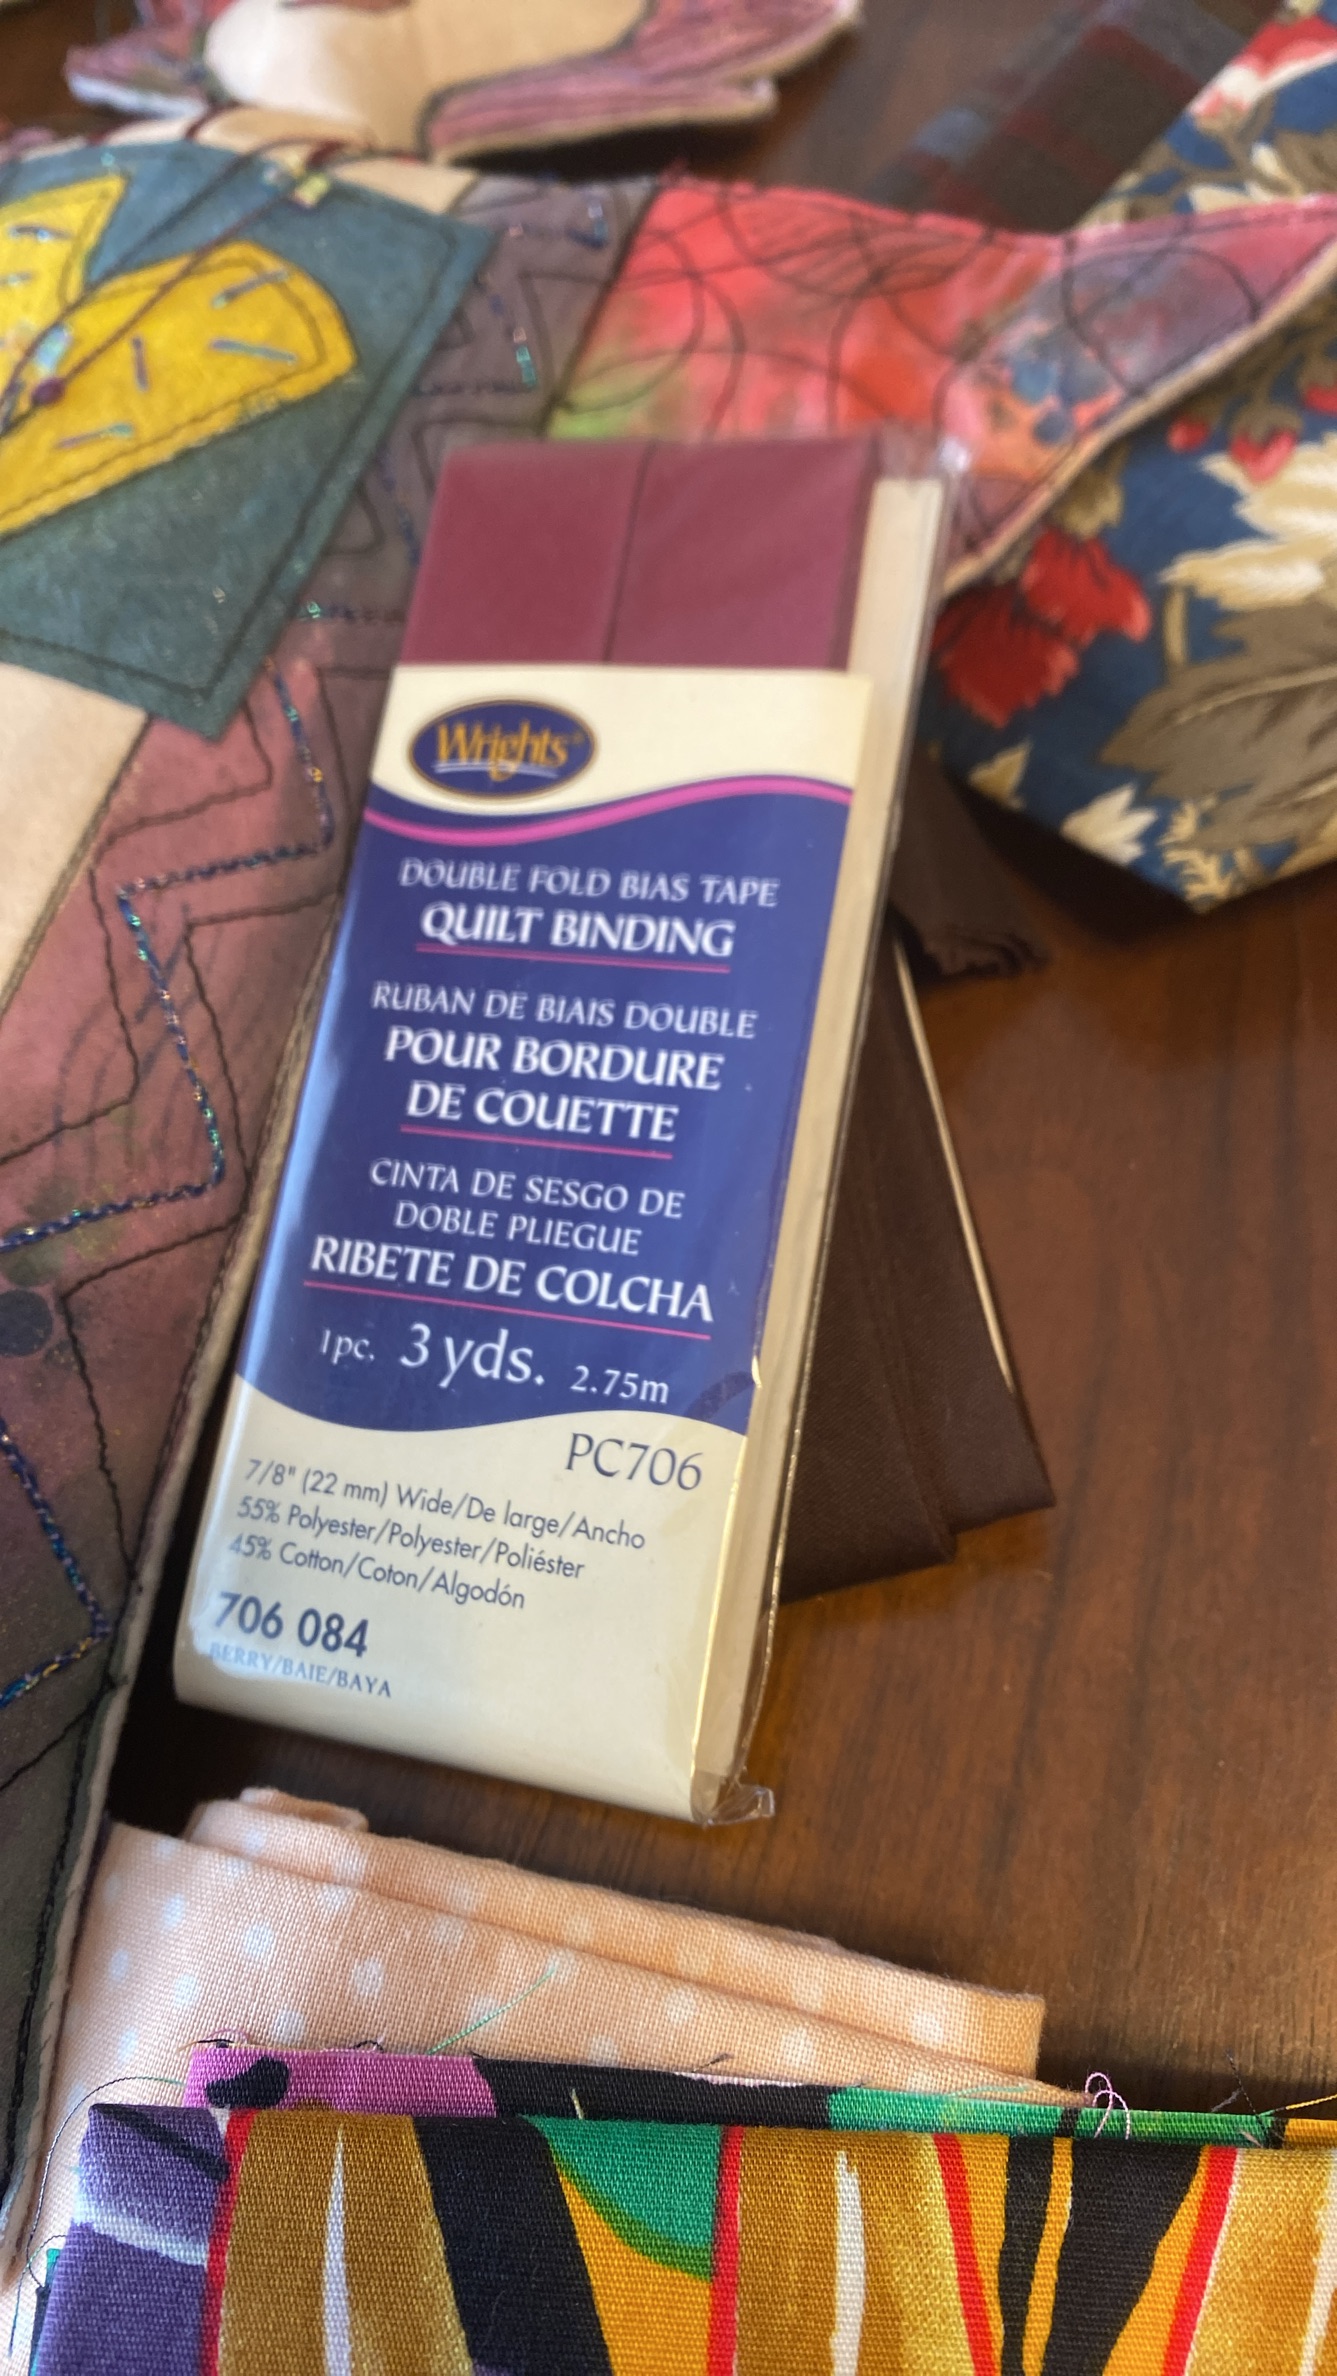 Wrights®
DOUBLE FOLD BIAS TAPE
QUILT BINDING
RUBAN DE BIAIS DOUBLE
POUR BORDURE
DE COUETTE
CINTA DE SESGO DE
DOBLE PLIEGUE
RIBETE DE COLCHA
1pc. 3 yds. 2.75m
PC706
7/8" (22 mm) Wide/De large/Ancho
55% Polyester/Polyester/Poliéster
45% Cotton/Coton/Algodón
706 084
BERRY/BAIE/BAYA